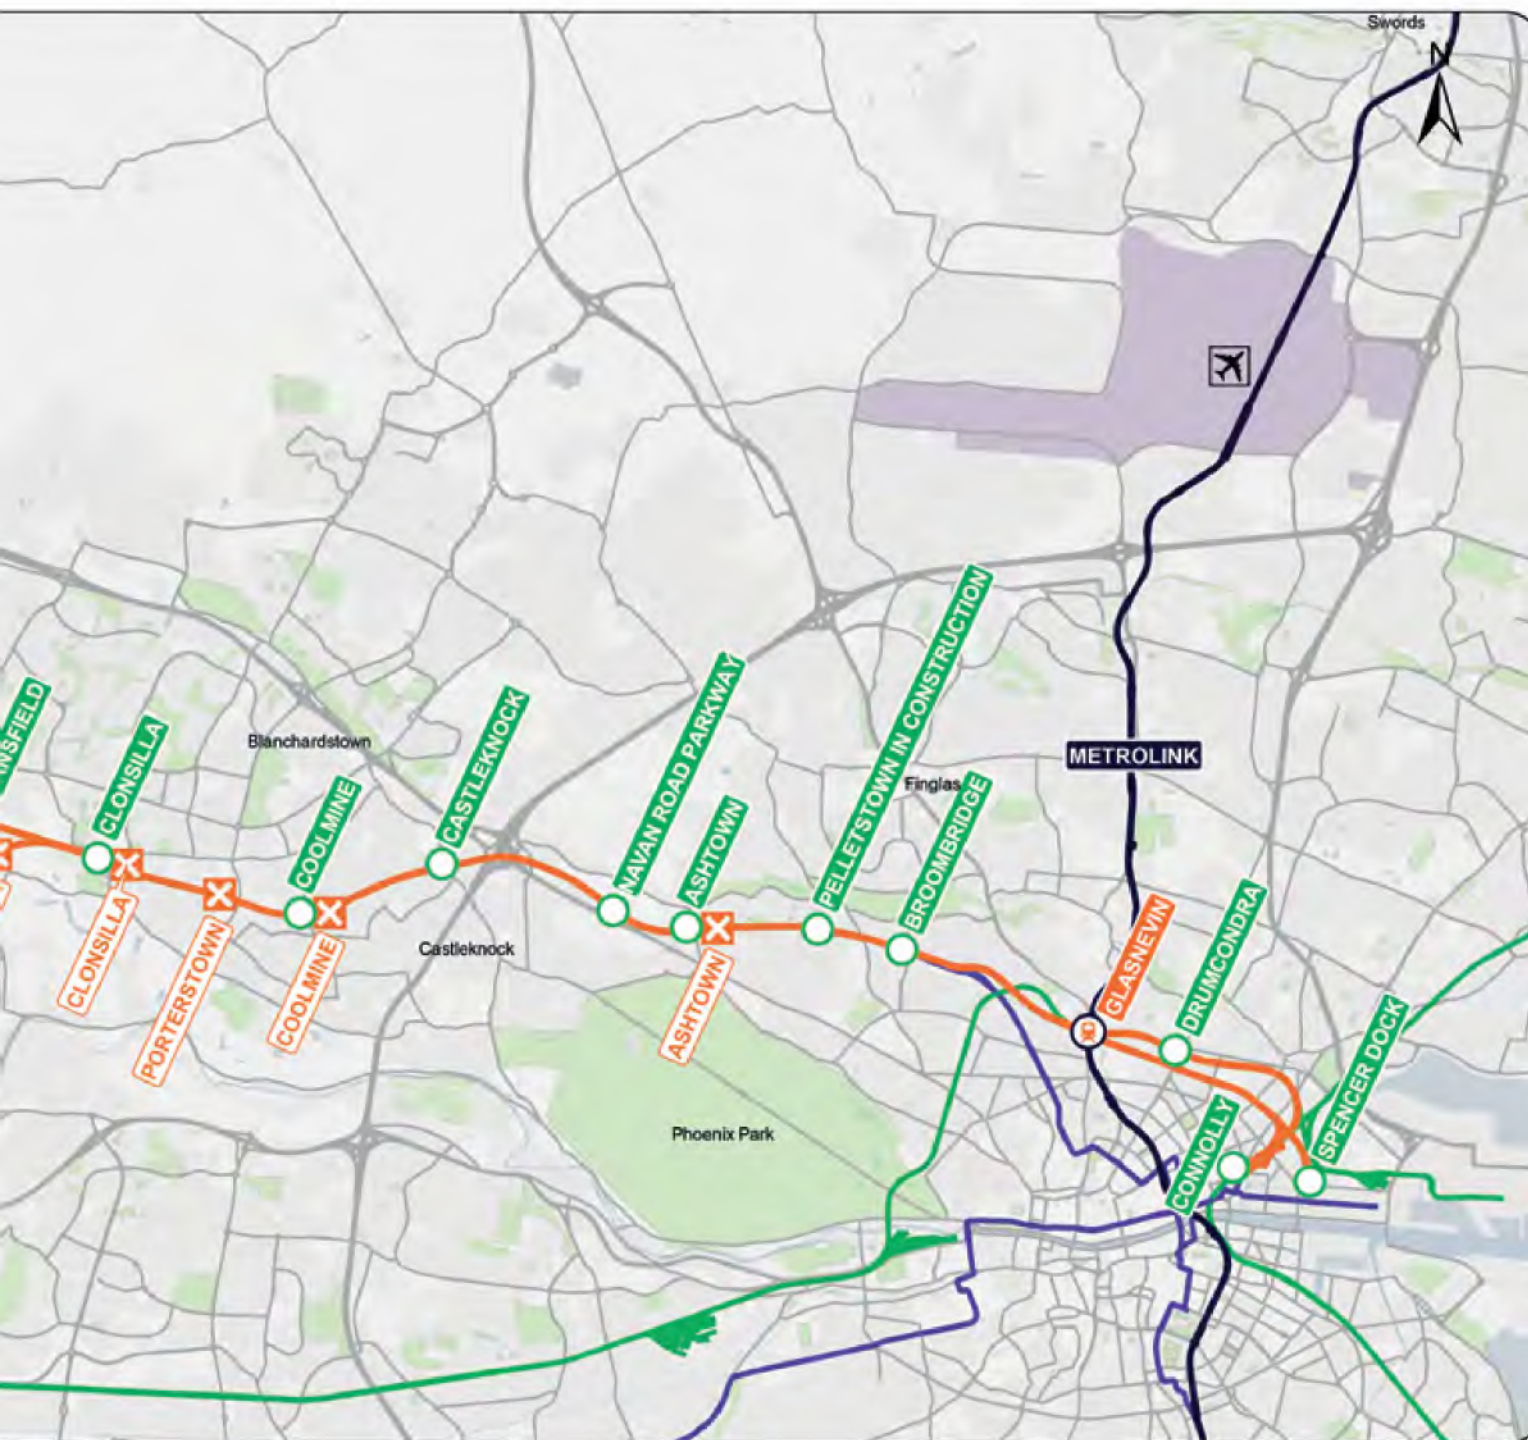 Swords
N
METROLINK
PELLETSTOWN IN CONSTRUCTION
NAVAN ROAD PARKWAY
NSFIELD
CLONSILLA
Blanchardstown
CASTLEKNOCK
COOLMINE
ASHTOWN
Finglas
BROOMBRIDGE
GLASNEVIN
DRUMCONDRA
CLONSILLA
PORTERSTOWN
COOLMINE
Castleknock
ASHTOWN
SPENCER DOCK
CONNOLLY
Phoenix Park